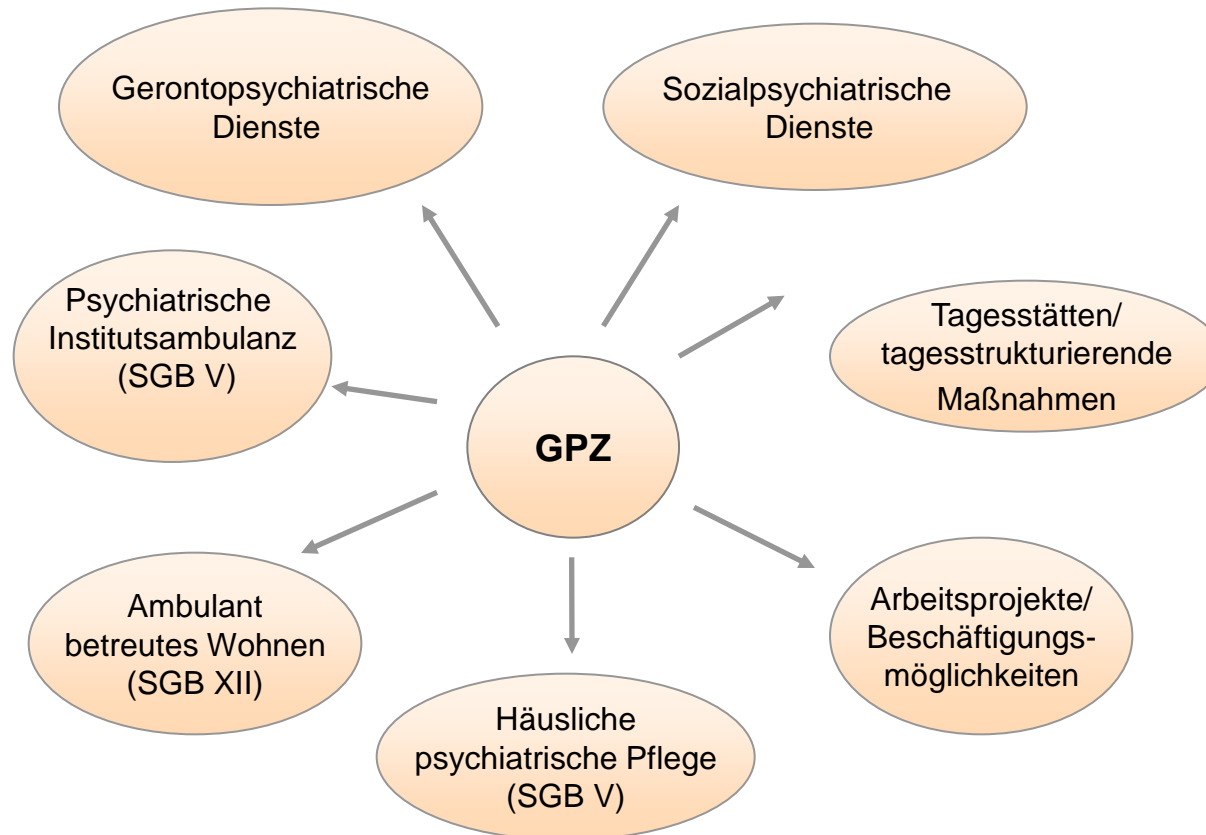 Gerontopsychiatrische
Dienste
Sozialpsychiatrische
Dienste
Psychiatrische
Institutsambulanz
(SGB V)
Tagesstätten/
tagesstrukturierende
Maßnahmen
GPZ
Ambulant
betreutes Wohnen
(SGB XII)
Arbeitsprojekte/
Beschäftigungs-
möglichkeiten
Häusliche
psychiatrische Pflege
(SGB V)